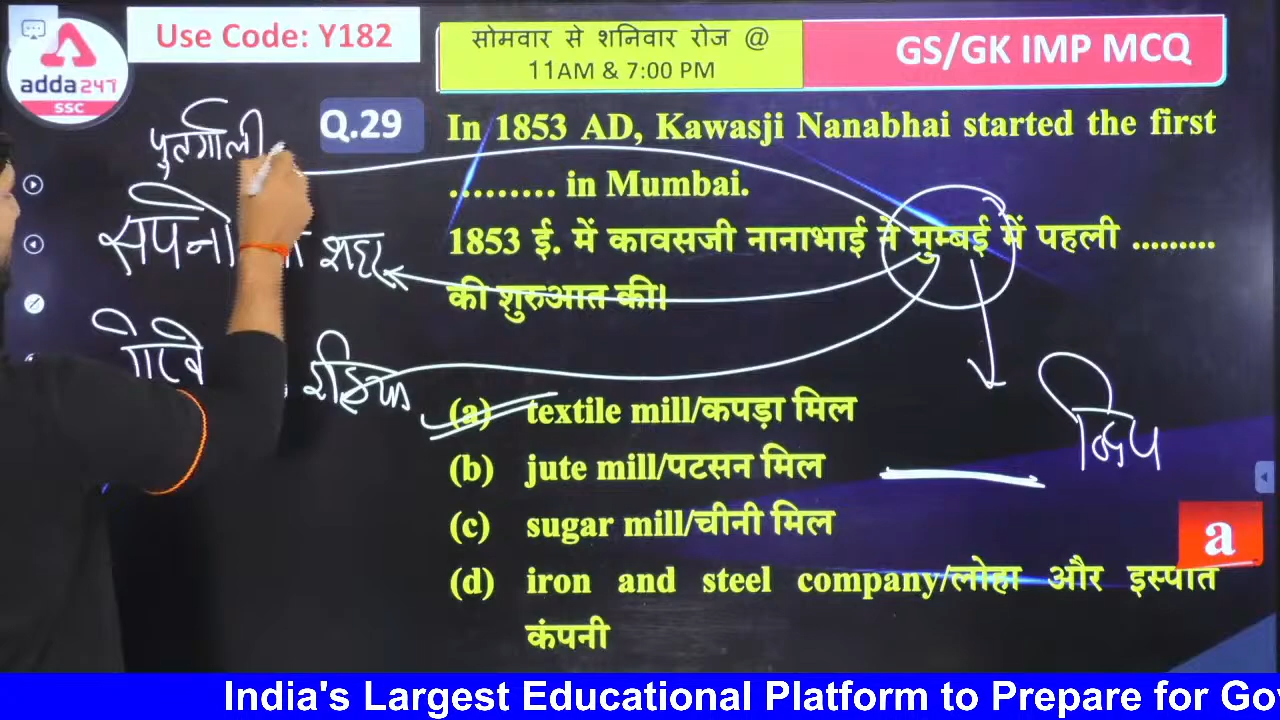 adda247
SSC
Use Code: Y182
सोमवार से शनिवार रोज @
11AM & 7:00 PM
GS/GK IMP MCQ
पुर्तगाली
सपनो
शहर
Q.29
In 1853 AD, Kawasji Nanabhai started the first
......... in Mumbai.
1853 ई. में कावसजी नानाभाई ने मुम्बई में पहली .........
की शुरुआत की।
(a) textile mill/कपड़ा मिल
(b) jute mill/पटसन मिल
(c) sugar mill/चीनी मिल
(d) iron and steel company/लोहा और इस्पात
कंपनी
a
India's Largest Educational Platform to Prepare for Gov